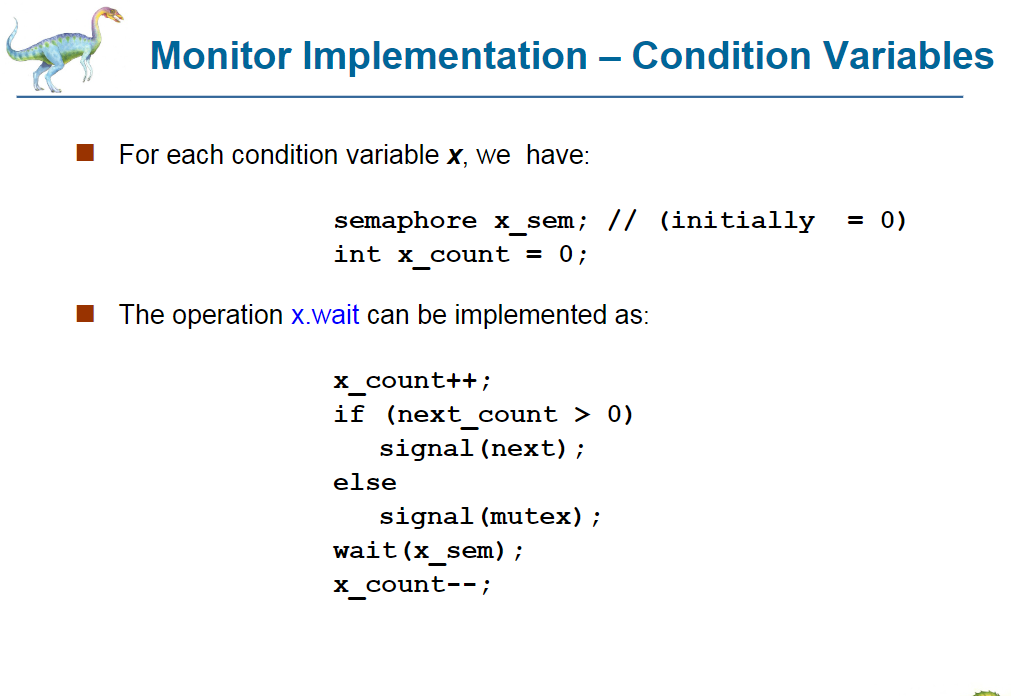 Monitor Implementation – Condition Variables
For each condition variable x, we have:
semaphore x_sem; // (initially = 0)
int x_count = 0;
The operation x.wait can be implemented as:
x_count++;
if (next_count > 0)
signal(next);
else
signal(mutex);
wait(x_sem);
x_count--;